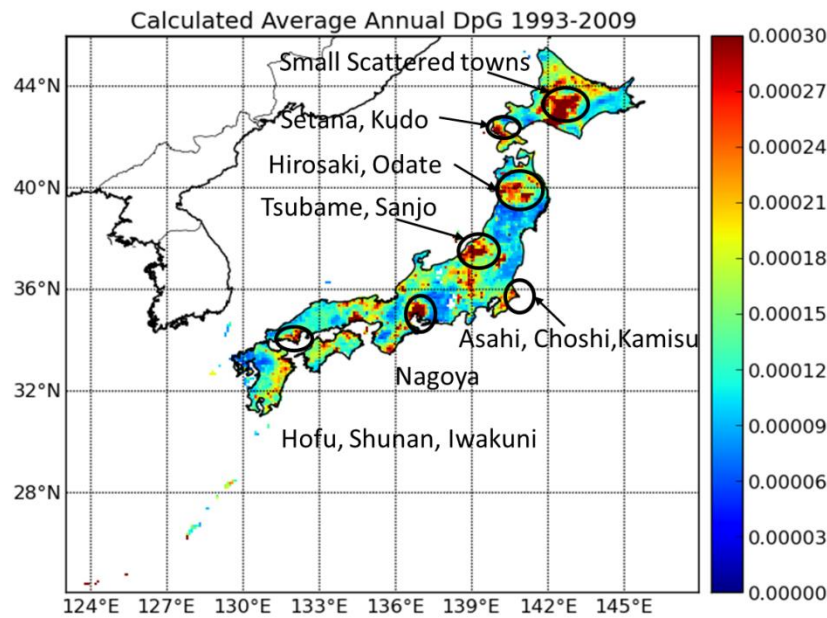 Calculated Average Annual DpG 1993-2009
44°N
40°N
36°N
32°N
28°N
Small Scattered towns
Setana, Kudo
Hirosaki, Odate
Tsubame, Sanjo
Asahi, Choshi,Kamisu
Nagoya
Hofu, Shunan, Iwakuni
124°E 127°E 130°E 133°E 136°E 139°E 142°E 145°E
0.00030
0.00027
0.00024
0.00021
0.00018
0.00015
0.00012
0.00009
0.00006
0.00003
0.00000